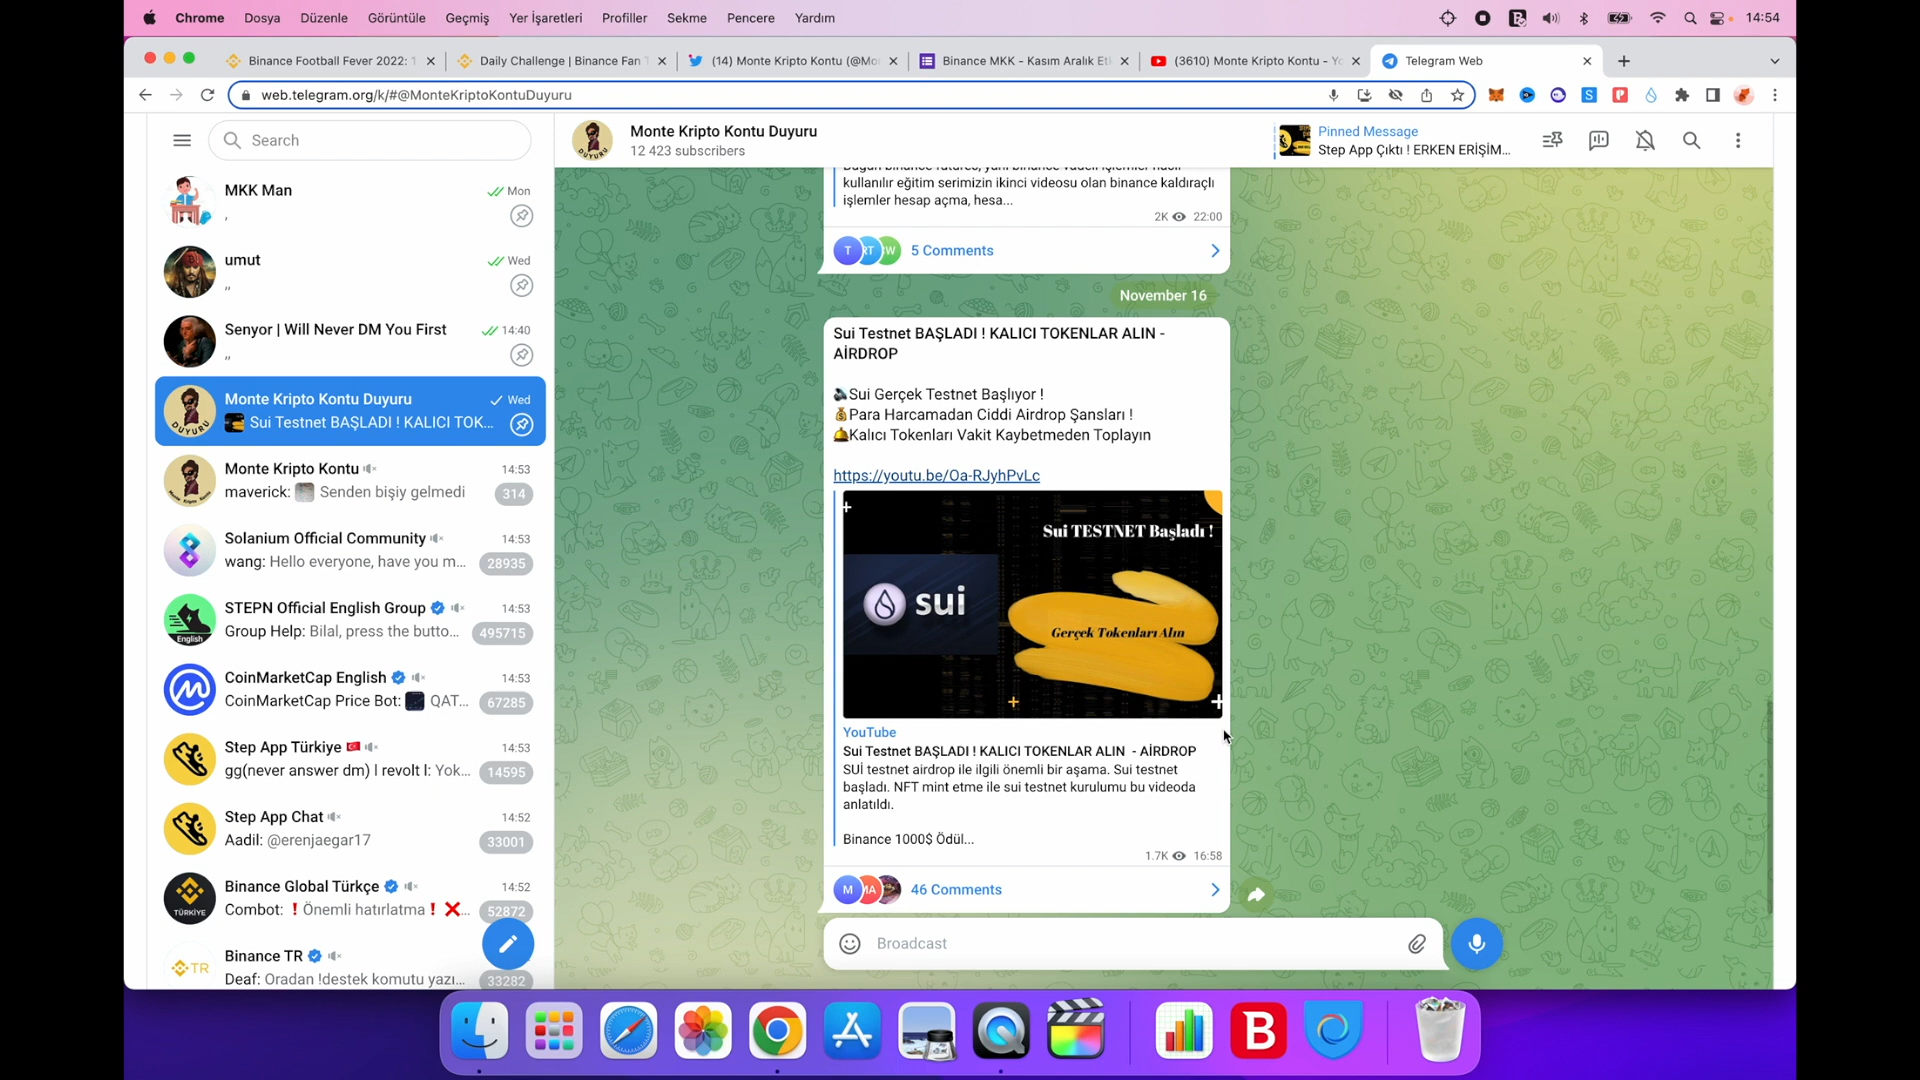 Chrome Dosya Düzenle Görüntüle Geçmiş Yer İşaretleri Profiller Sekme Pencere Yardım 14:54
Binance Football Fever 2022:
Daily Challenge | Binance Fan
(14) Monte Kripto Kontu (@Mo
Binance MKK - Kasım Aralık Etk
(3610) Monte Kripto Kontu - Yo
Telegram Web
web.telegram.org/k/#@MonteKriptoKontuDuyuru
Search
MKK Man Mon
,
umut Wed
,,
Senyor | Will Never DM You First 14:40
,,
Monte Kripto Kontu Duyuru Wed
Sui Testnet BAŞLADI ! KALICI TOK...
Monte Kripto Kontu 14:53
maverick: Senden bişiy gelmedi 314
Solanium Official Community 14:53
wang: Hello everyone, have you m... 28935
STEPN Official English Group 14:53
Group Help: Bilal, press the butto... 495715
English
CoinMarketCap English 14:53
CoinMarketCap Price Bot: QAT... 67285
Step App Türkiye 14:53
gg(never answer dm) l revolt l: Yok... 14595
Step App Chat 14:52
Aadil: @erenjaegar17 33001
Binance Global Türkçe 14:52
Combot: ❗Önemli hatırlatma❗❌... 52872
TÜRKİYE
Binance TR
Deaf: Oradan !destek komutu yazı... 33282
TR
Monte Kripto Kontu Duyuru
12 423 subscribers
DUYURU
Pinned Message
Step App Çıktı ! ERKEN ERİŞİM...
Bugün binance futures, yani binance vadeli işlemler nasıl
kullanılır eğitim serimizin ikinci videosu olan binance kaldıraçlı
işlemler hesap açma, hesa...
2K 22:00
T RT W 5 Comments
November 16
Sui Testnet BAŞLADI ! KALICI TOKENLAR ALIN -
AİRDROP
🔊Sui Gerçek Testnet Başlıyor !
💰Para Harcamadan Ciddi Airdrop Şansları !
🛎Kalıcı Tokenları Vakit Kaybetmeden Toplayın
https://youtu.be/Oa-RJyhPvLc
Sui TESTNET Başladı !
sui
Gerçek Tokenları Alın
YouTube
Sui Testnet BAŞLADI ! KALICI TOKENLAR ALIN - AİRDROP
SUİ testnet airdrop ile ilgili önemli bir aşama. Sui testnet
başladı. NFT mint etme ile sui testnet kurulumu bu videoda
anlatıldı.
Binance 1000$ Ödül...
1.7K 16:58
M MA 46 Comments
Broadcast
B